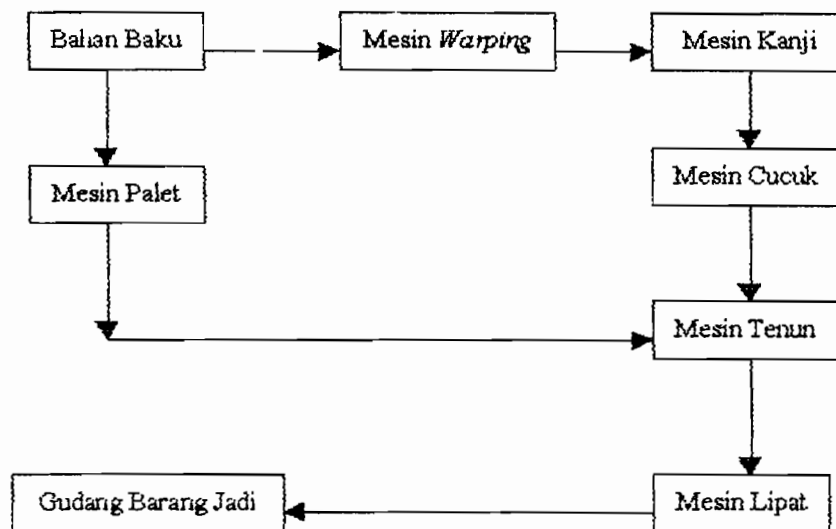 Bahan Baku
Mesin Warping
Mesin Kanji
Mesin Palet
Mesin Cucuk
Mesin Tenun
Gudang Barang Jadi
Mesin Lipat